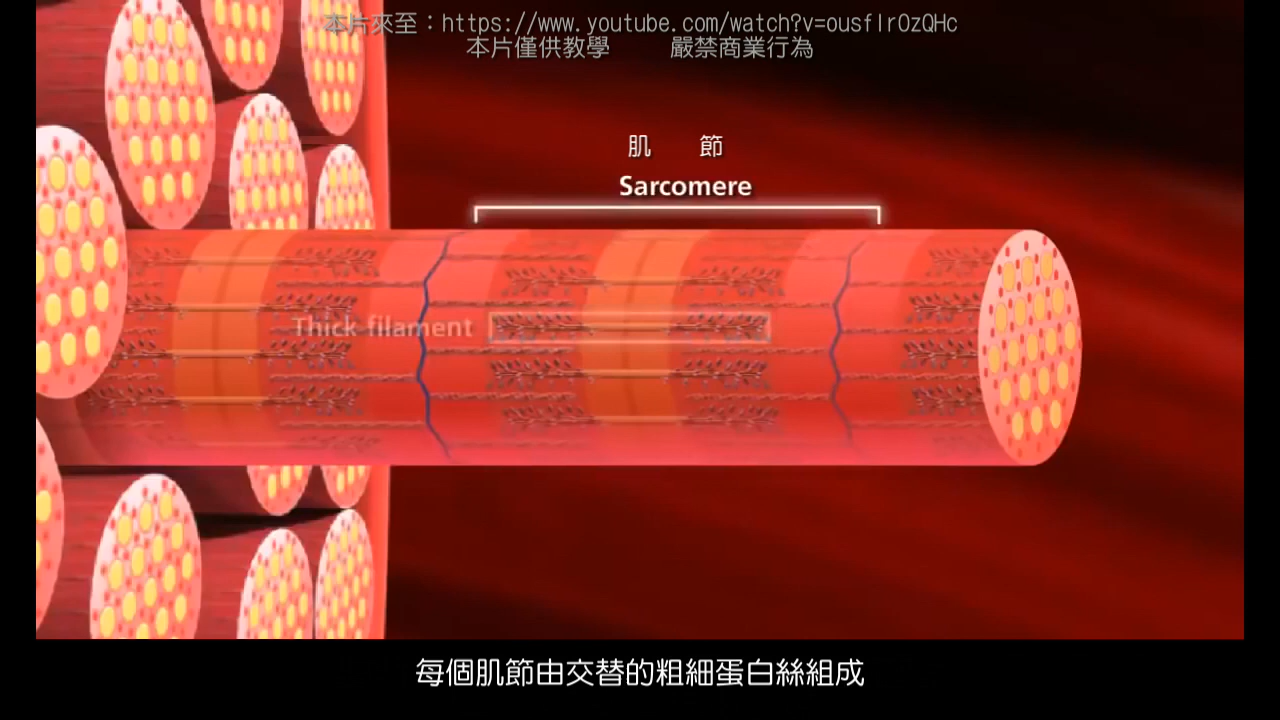 本片來至：https://www.youtube.com/watch?v=ousflrOzQHc
本片僅供教學 嚴禁商業行為
肌 節
Sarcomere
Thick filament
每個肌節由交替的粗細蛋白絲組成